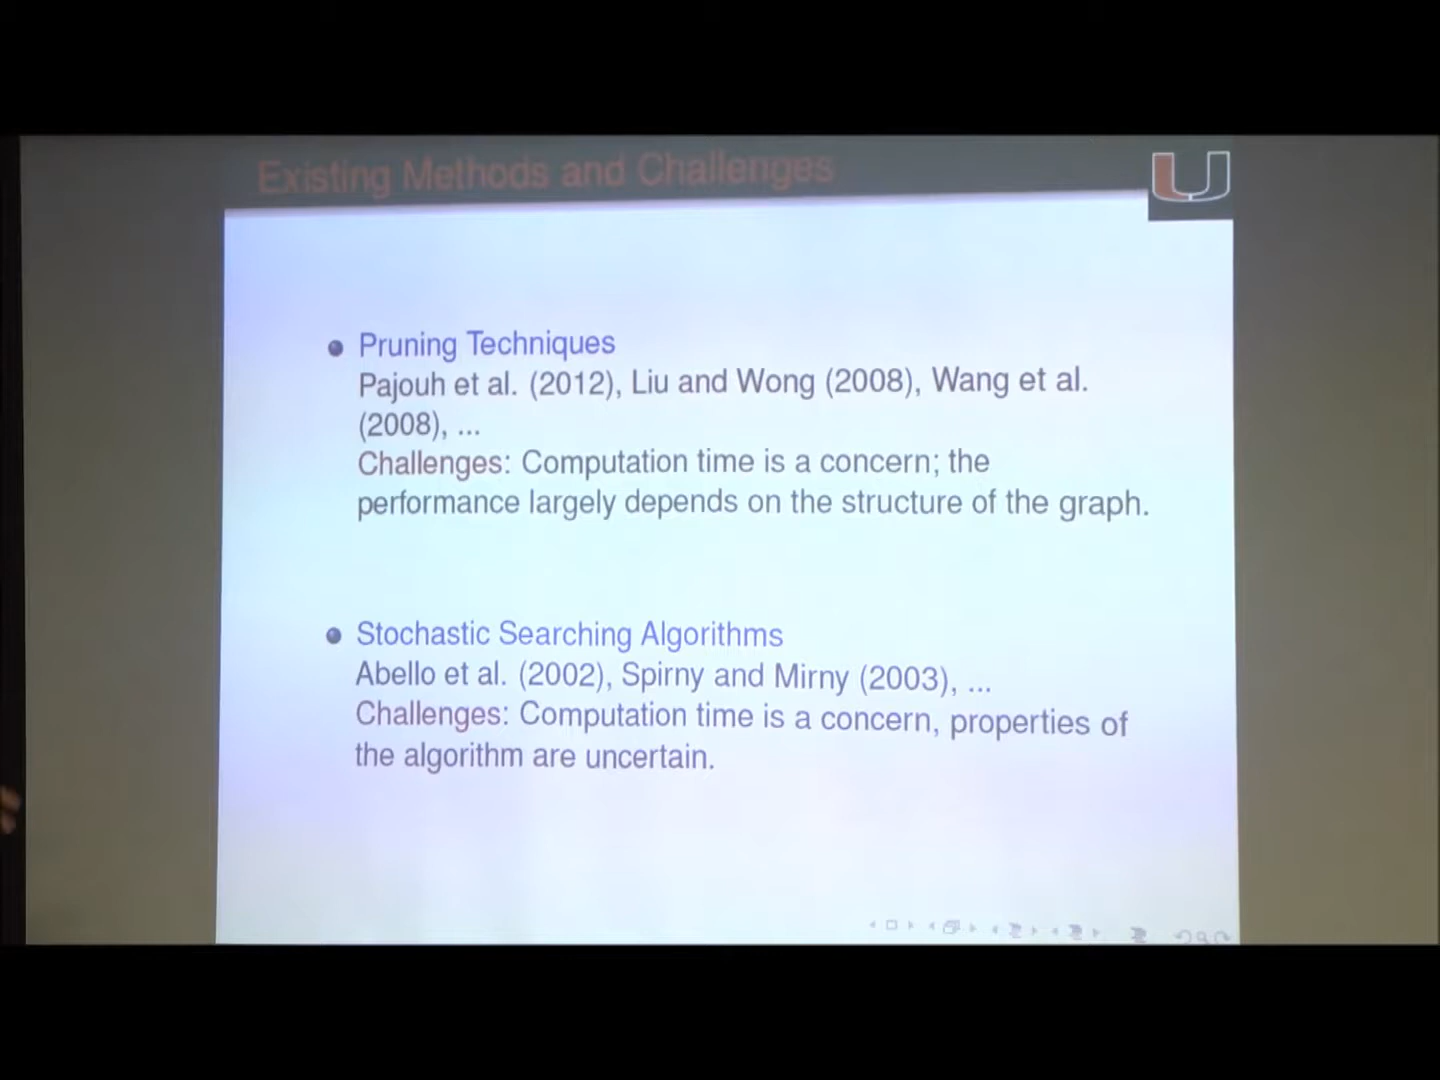 Existing Methods and Challenges
U
Pruning Techniques
Pajouh et al. (2012), Liu and Wong (2008), Wang et al.
(2008), ...
Challenges: Computation time is a concern; the
performance largely depends on the structure of the graph.
Stochastic Searching Algorithms
Abello et al. (2002), Spirny and Mirny (2003), ...
Challenges: Computation time is a concern, properties of
the algorithm are uncertain.